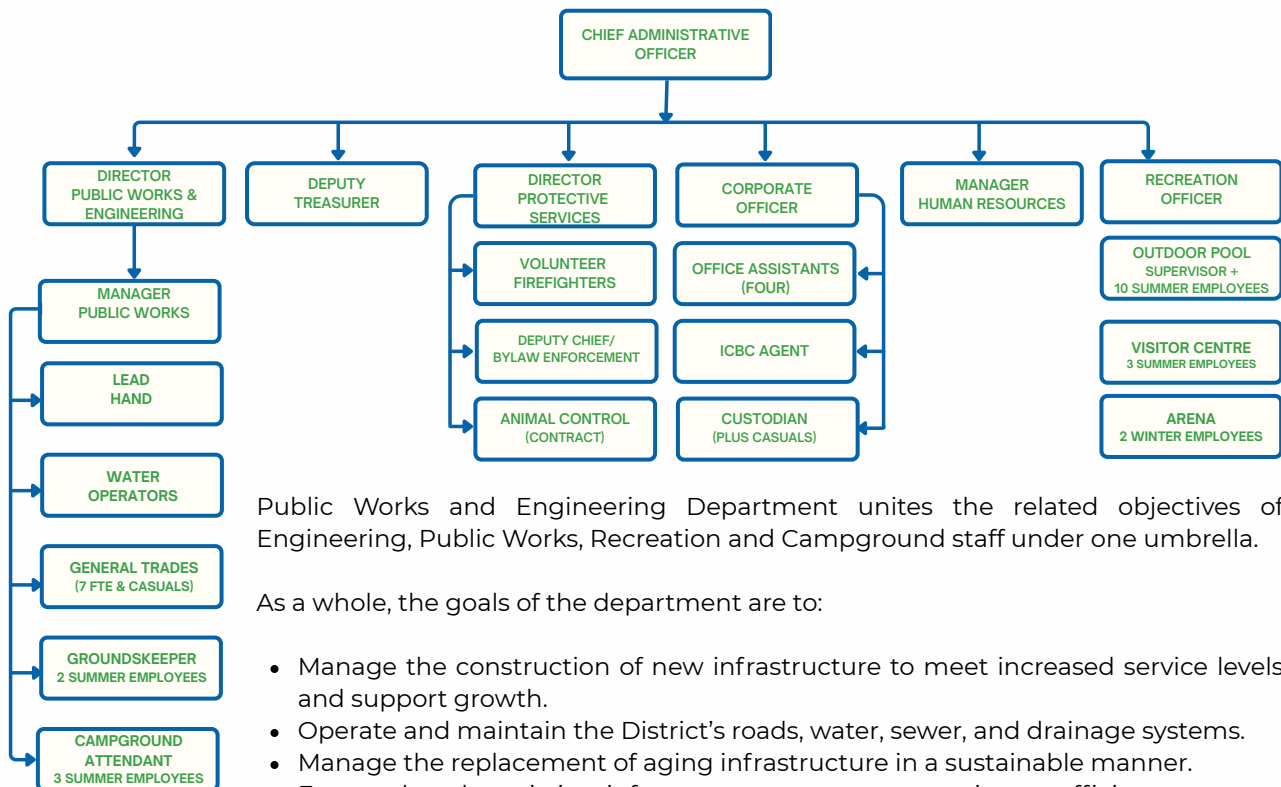 CHIEF ADMINISTRATIVE
OFFICER
DIRECTOR
PUBLIC WORKS &
ENGINEERING
DEPUTY
TREASURER
DIRECTOR
PROTECTIVE
SERVICES
CORPORATE
OFFICER
MANAGER
HUMAN RESOURCES
RECREATION
OFFICER
MANAGER
PUBLIC WORKS
LEAD
HAND
WATER
OPERATORS
GENERAL TRADES
(7 FTE & CASUALS)
GROUNDSKEEPER
2 SUMMER EMPLOYEES
CAMPGROUND
ATTENDANT
3 SUMMER EMPLOYEES
VOLUNTEER
FIREFIGHTERS
DEPUTY CHIEF/
BYLAW ENFORCEMENT
ANIMAL CONTROL
(CONTRACT)
OFFICE ASSISTANTS
(FOUR)
ICBC AGENT
CUSTODIAN
(PLUS CASUALS)
OUTDOOR POOL
SUPERVISOR +
10 SUMMER EMPLOYEES
VISITOR CENTRE
3 SUMMER EMPLOYEES
ARENA
2 WINTER EMPLOYEES
Public Works and Engineering Department unites the related objectives of
Engineering, Public Works, Recreation and Campground staff under one umbrella.
As a whole, the goals of the department are to:
• Manage the construction of new infrastructure to meet increased service levels
and support growth.
• Operate and maintain the District's roads, water, sewer, and drainage systems.
• Manage the replacement of aging infrastructure in a sustainable manner.